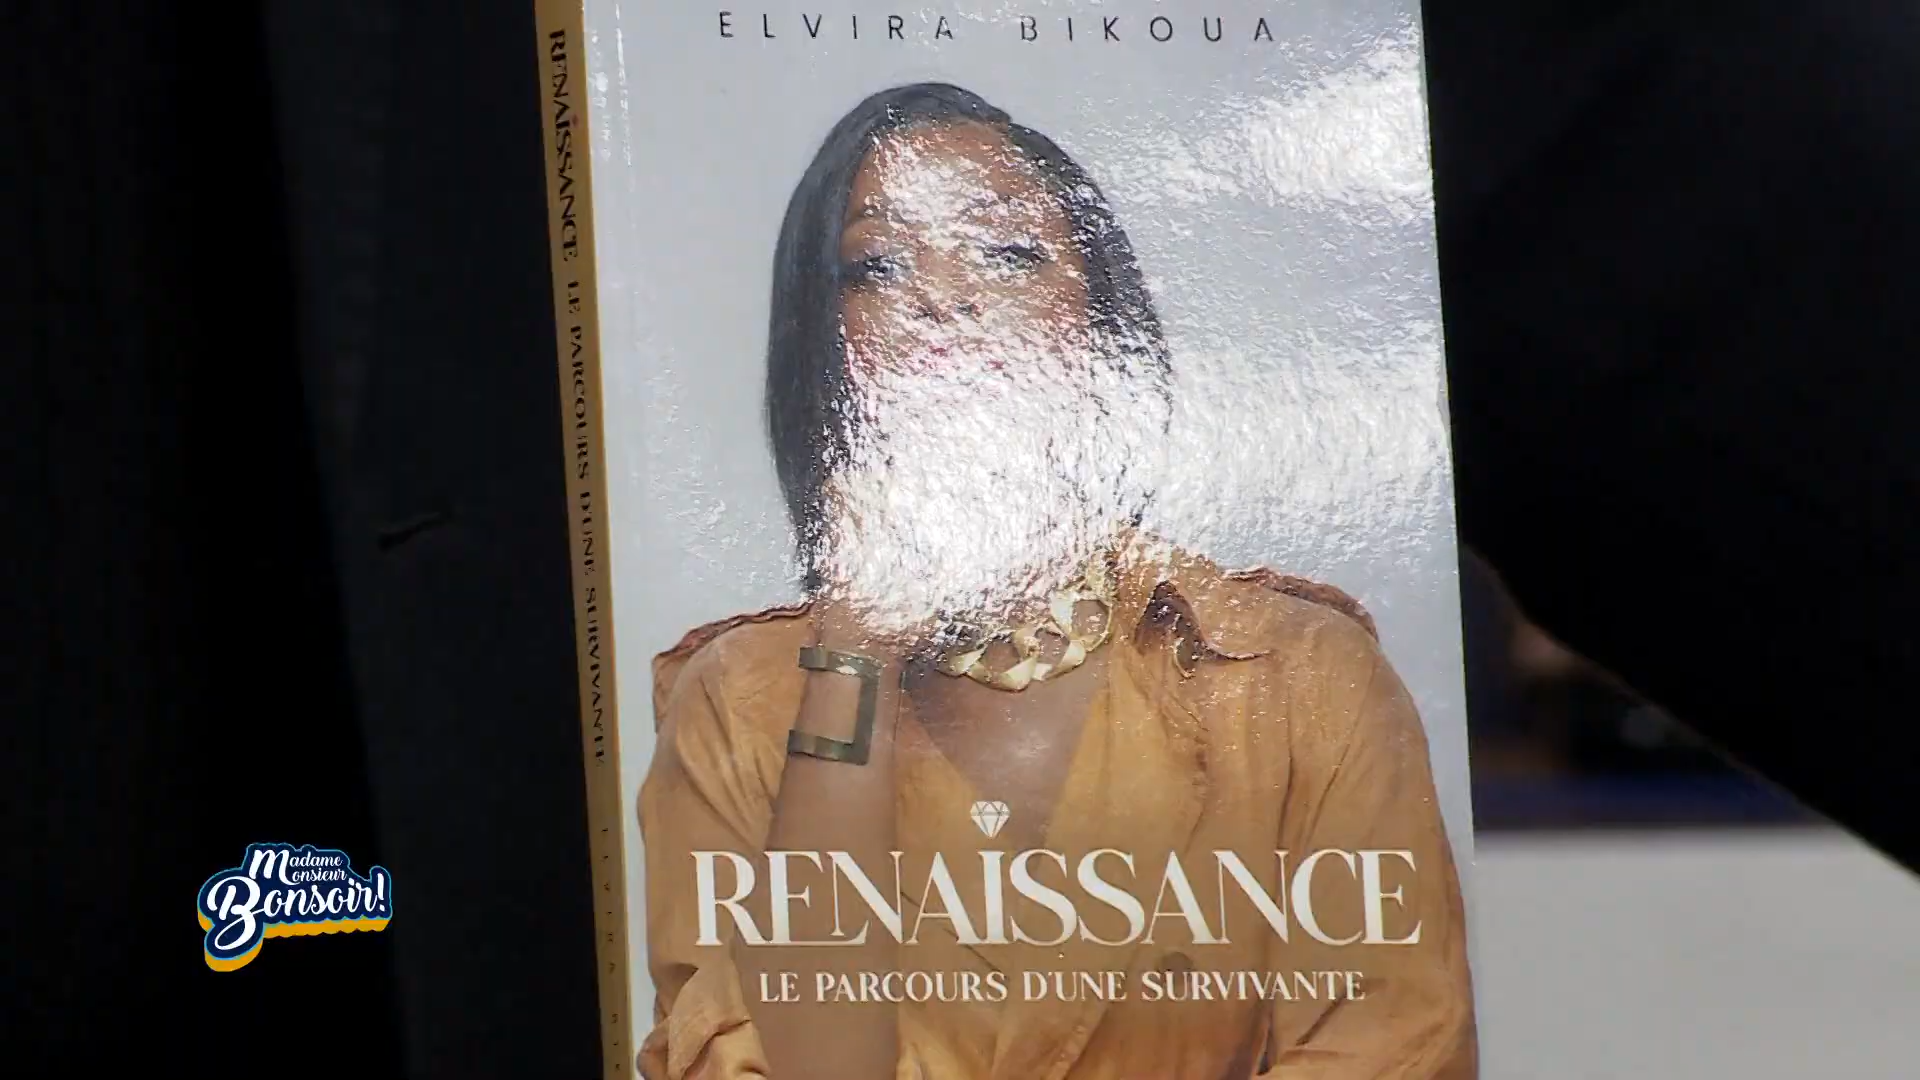 ELVIRA BIKOUA
RENAISSANCE
LE PARCOURS D'UNE SURVIVANTE
RENAISSANCE LE PARCOURS D'UNE SURVIVANTE
Madame
Monsieur
Bonsoir!